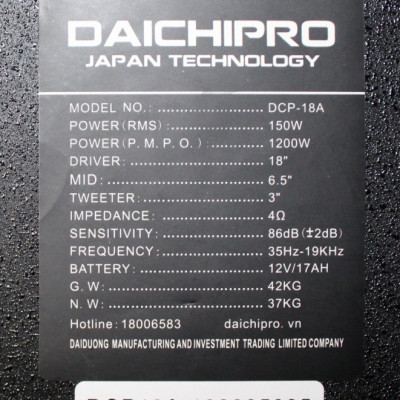 DAICHIPRO
JAPAN TECHNOLOGY
MODEL NO.: ........................ DCP-18A
POWER(RMS): ..................... 150W
POWER(P. M. P. O.) : ............. 1200W
DRIVER: .............................. 18"
MID: .................................... 6.5"
TWEETER: .......................... 3"
IMPEDANCE: ....................... 4Ω
SENSITIVITY: ...................... 86dB (±2dB)
FREQUENCY: ...................... 35Hz-19KHz
BATTERY: ........................... 12V/17AH
G. W: .................................. 42KG
N. W: .................................. 37KG
Hotline: 18006583 daichipro. vn
DAIDUONG MANUFACTURING AND INVESTMENT TRADING LIMITED COMPANY